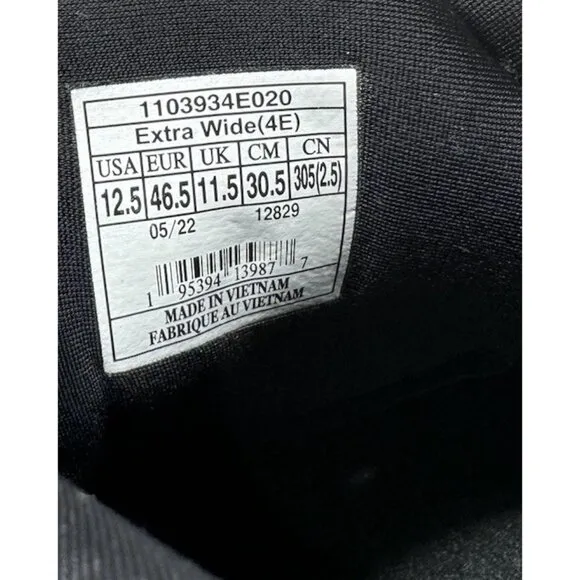 1103934E020
Extra Wide(4E)
USA EUR UK CM CN
12.5 46.5 11.5 30.5 305(2.5)
05/22 12829
1 95394 13987 7
MADE IN VIETNAM
FABRIQUE AU VIETNAM